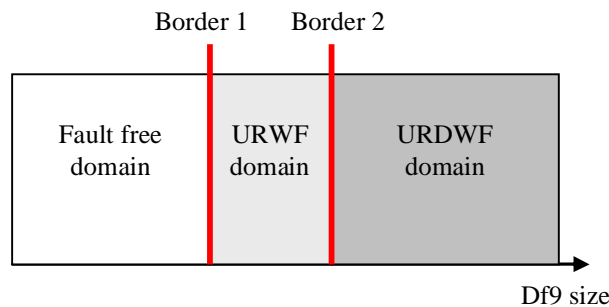 Border 1 Border 2
Fault free URWF URDWF
domain domain domain
Df9 size